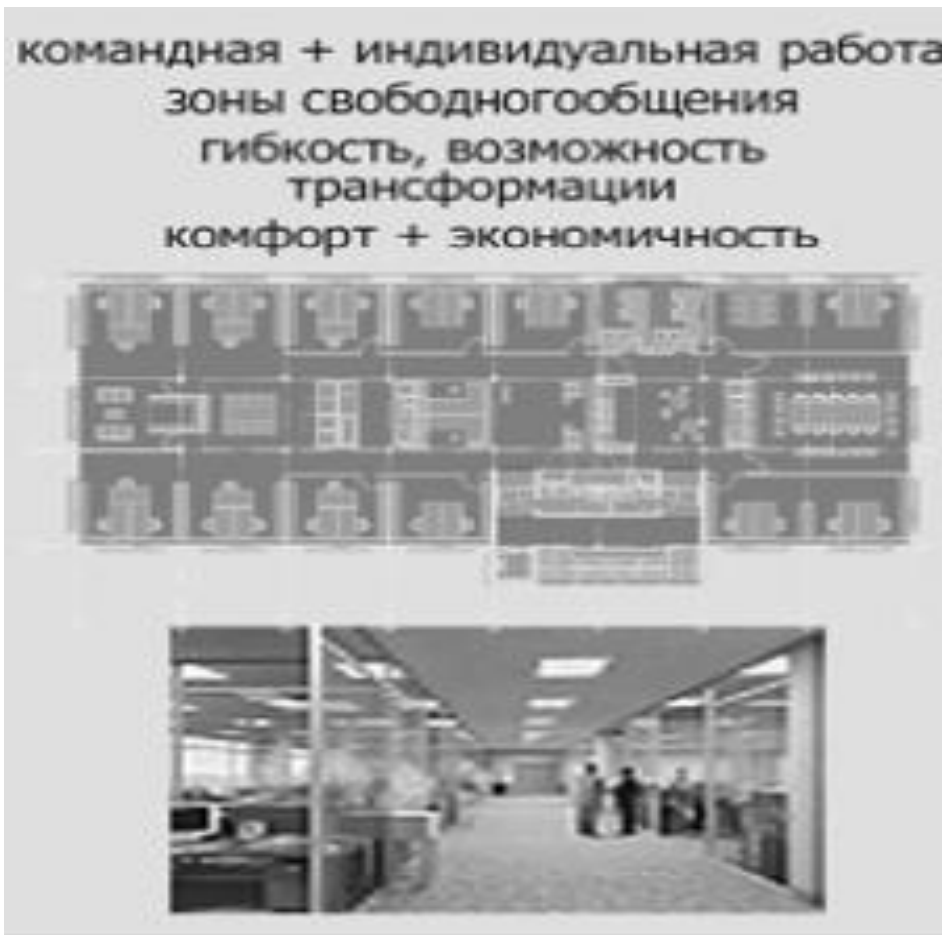 командная + индивидуальная работа
зоны свободногообщения
гибкость, возможность
трансформации
комфорт + экономичность